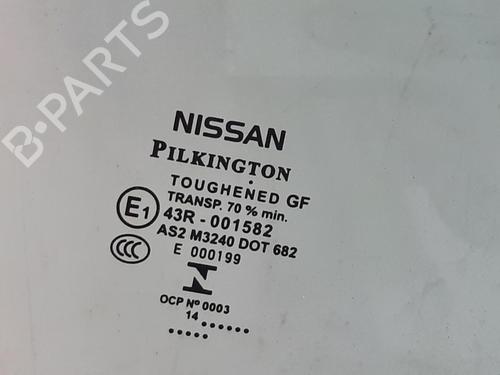 B-PARTS
NISSAN
PILKINGTON
TOUGHENED GF
TRANSP. 70 % min.
E1
43R - 001582
AS2 M3240 DOT 682
CCC
E 000199
OCP Nº 0003
14 ......
.....